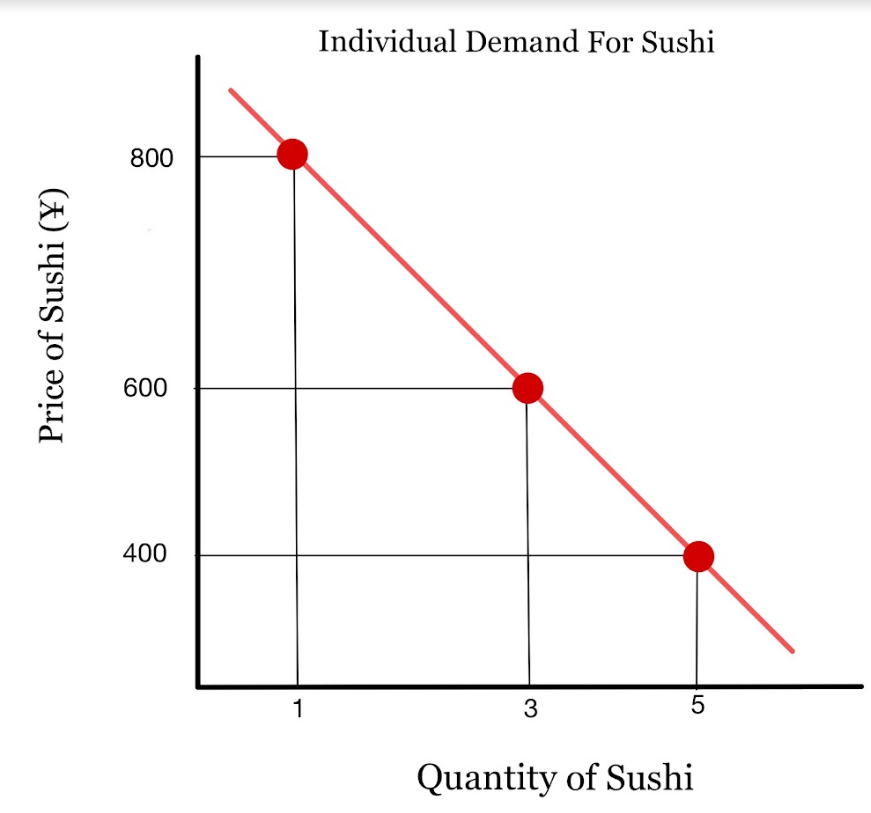 Individual Demand For Sushi
800
600
400
Price of Sushi (¥)
1
3
5
Quantity of Sushi